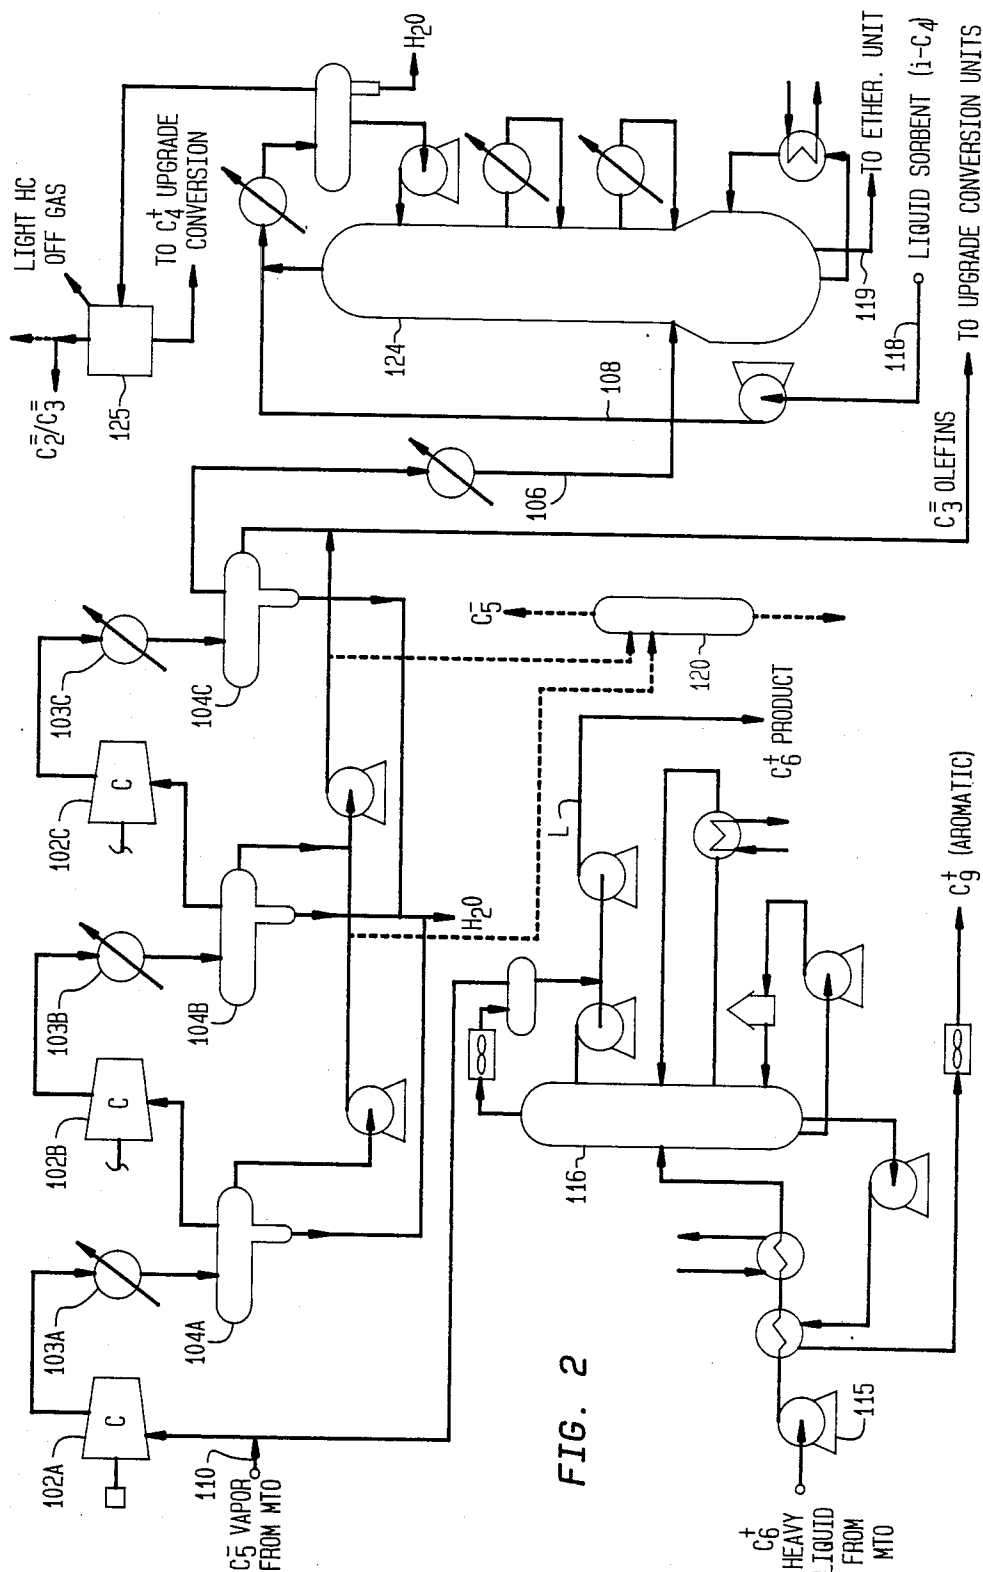 C5- VAPOR
FROM MTO
110
102A
C
103A
104A
102B
C
103B
104B
102C
C
103C
104C
H2O
C2=/C3=
LIGHT HC
OFF GAS
125
TO C4+ UPGRADE
CONVERSION
H2O
124
106
108
118
119
TO ETHER. UNIT
LIQUID SORBENT (i-C4)
C3= OLEFINS
TO UPGRADE CONVERSION UNITS
C5-
120
L
C6+ PRODUCT
116
C9+ (AROMATIC)
115
C6+
HEAVY
LIQUID
FROM
MTO
FIG. 2